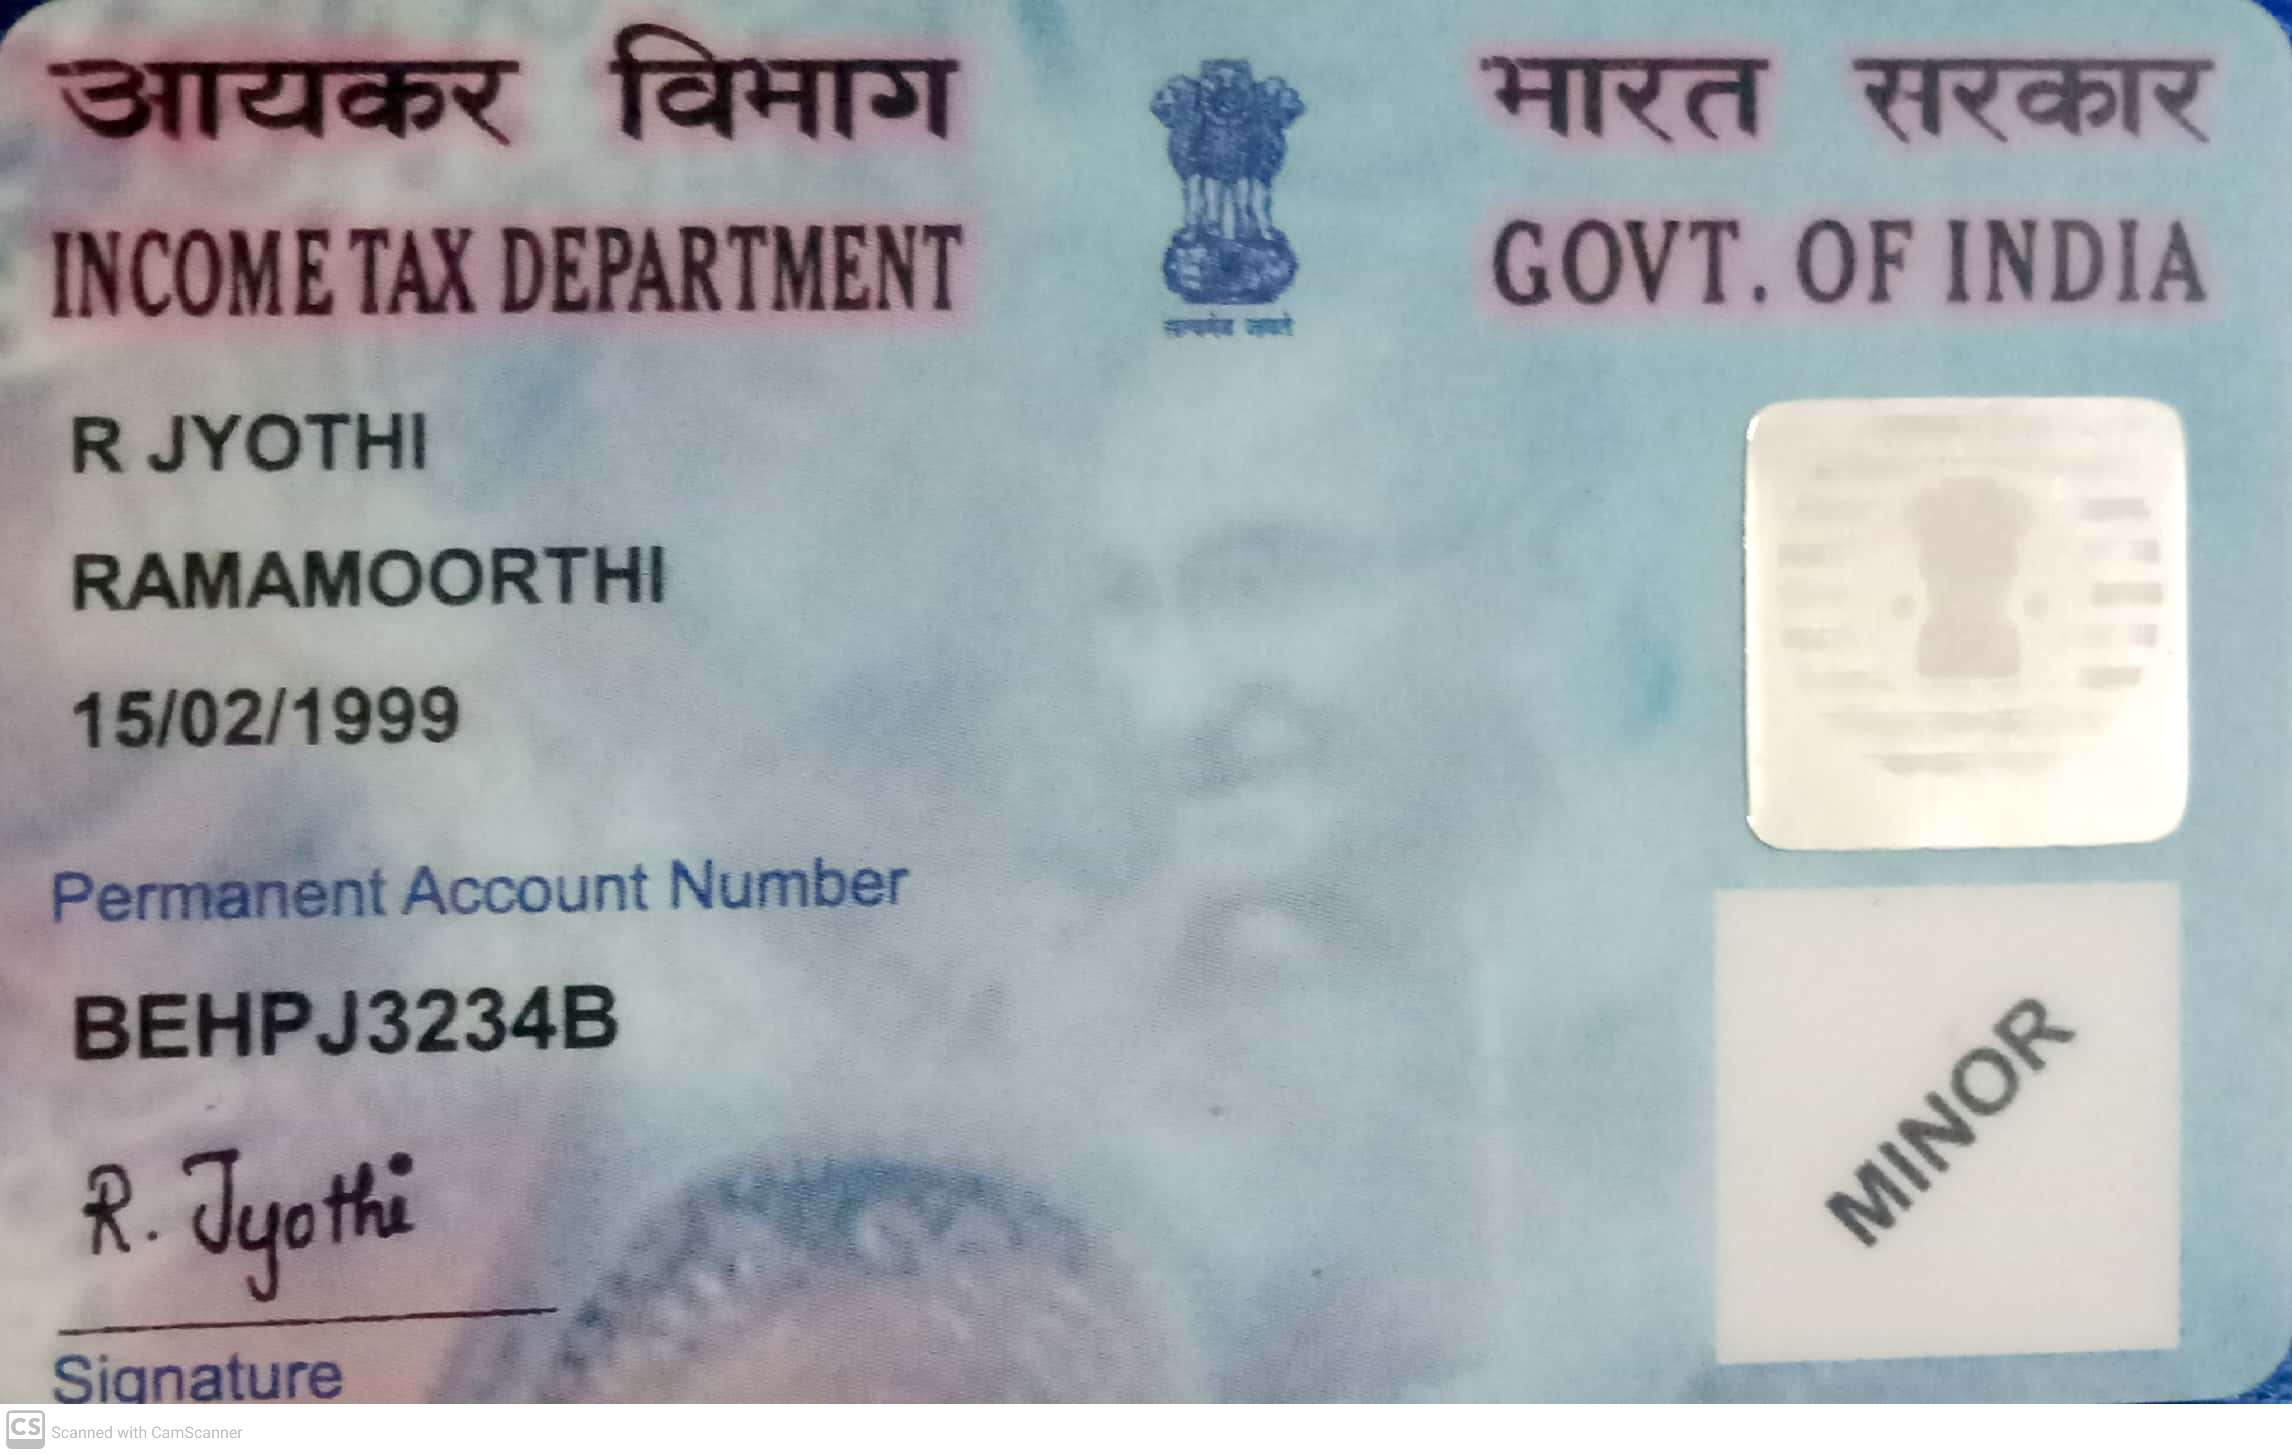 आयकर विभाग
INCOME TAX DEPARTMENT
सत्यमेव जयते
भारत सरकार
GOVT. OF INDIA
R JYOTHI
RAMAMOORTHI
15/02/1999
Permanent Account Number
BEHPJ3234B
R. Jyothi
Signature
MINOR
CS Scanned with CamScanner